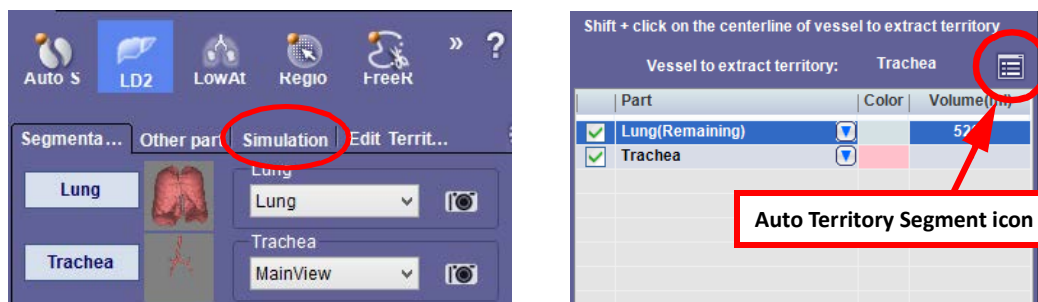 » ?
Auto S LD2 LowAt Regio FreeR
Segmenta... Other part Simulation Edit Territ...
Lung
Lung
Lung
Trachea
Trachea
MainView
Shift + click on the centerline of vessel to extract territory
Vessel to extract territory: Trachea
Part Color Volume(ml)
Lung(Remaining)
Trachea
Auto Territory Segment icon